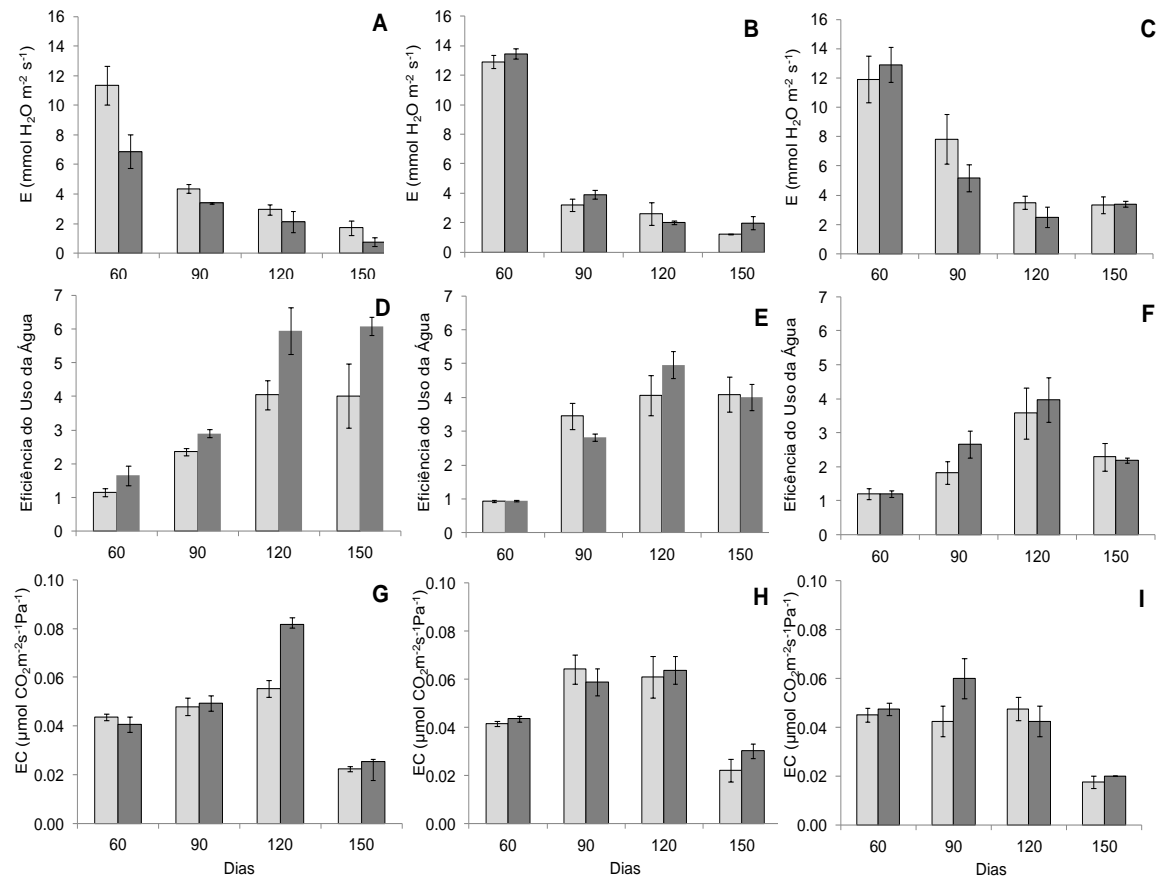 A
E (mmol H₂O m⁻² s⁻¹)
16
14
12
10
8
6
4
2
0
60 90 120 150
B
E (mmol H₂O m⁻² s⁻¹)
16
14
12
10
8
6
4
2
0
60 90 120 150
C
E (mmol H₂O m⁻² s⁻¹)
16
14
12
10
8
6
4
2
0
60 90 120 150
D
Eficiência do Uso da Água
7
6
5
4
3
2
1
0
60 90 120 150
E
Eficiência do Uso da Água
7
6
5
4
3
2
1
0
60 90 120 150
F
Eficência do Uso da Água
7
6
5
4
3
2
1
0
60 90 120 150
G
EC (µmol CO₂m⁻²s⁻¹Pa⁻¹)
0.10
0.08
0.06
0.04
0.02
0.00
60 90 120 150
Dias
H
EC (µmol CO₂m⁻²s⁻¹Pa⁻¹)
0.10
0.08
0.06
0.04
0.02
0.00
60 90 120 150
Dias
I
EC (µmol CO₂m⁻²s⁻¹Pa⁻¹)
0.10
0.08
0.06
0.04
0.02
0.00
60 90 120 150
Dias